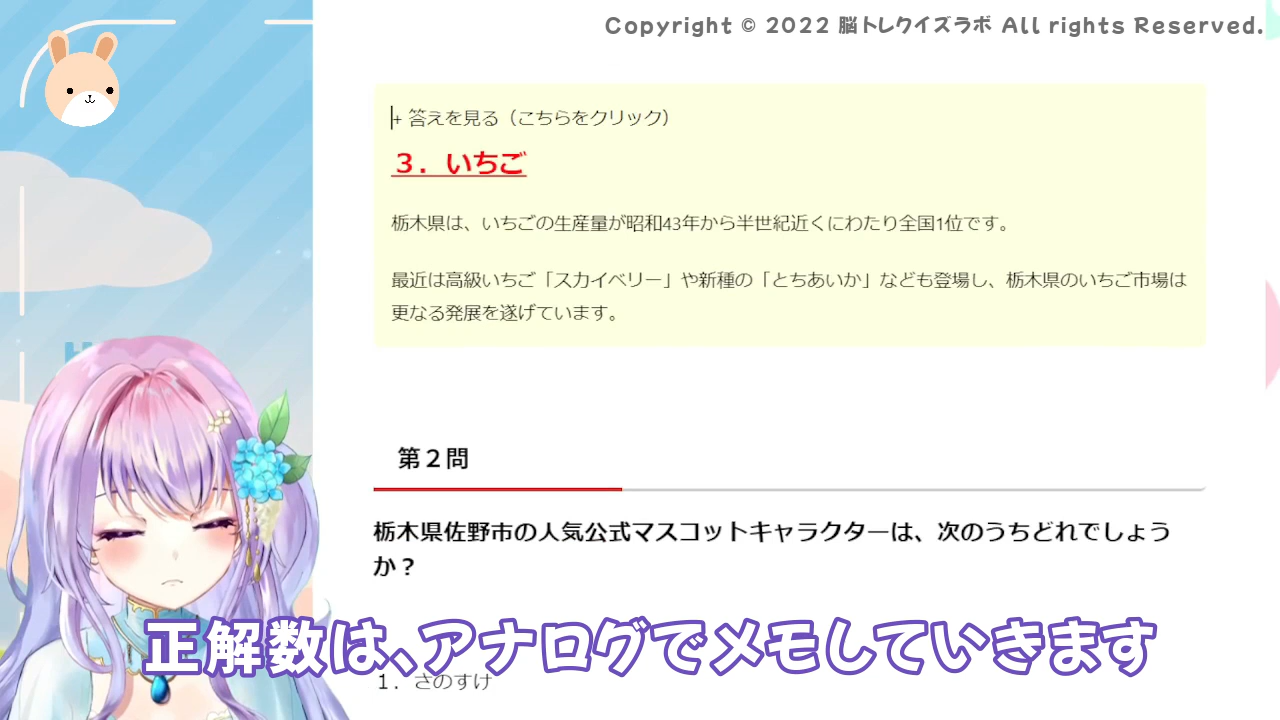 Copyright © 2022 脳トレクイズラボ All rights Reserved.
+ 答えを見る（こちらをクリック）
３．いちご
栃木県は、いちごの生産量が昭和43年から半世紀近くにわたり全国1位です。
最近は高級いちご「スカイベリー」や新種の「とちあいか」なども登場し、栃木県のいちご市場は
更なる発展を遂げています。
第２問
栃木県佐野市の人気公式マスコットキャラクターは、次のうちどれでしょう
か？
正解数は、アナログでメモしていきます
１．さのすけ